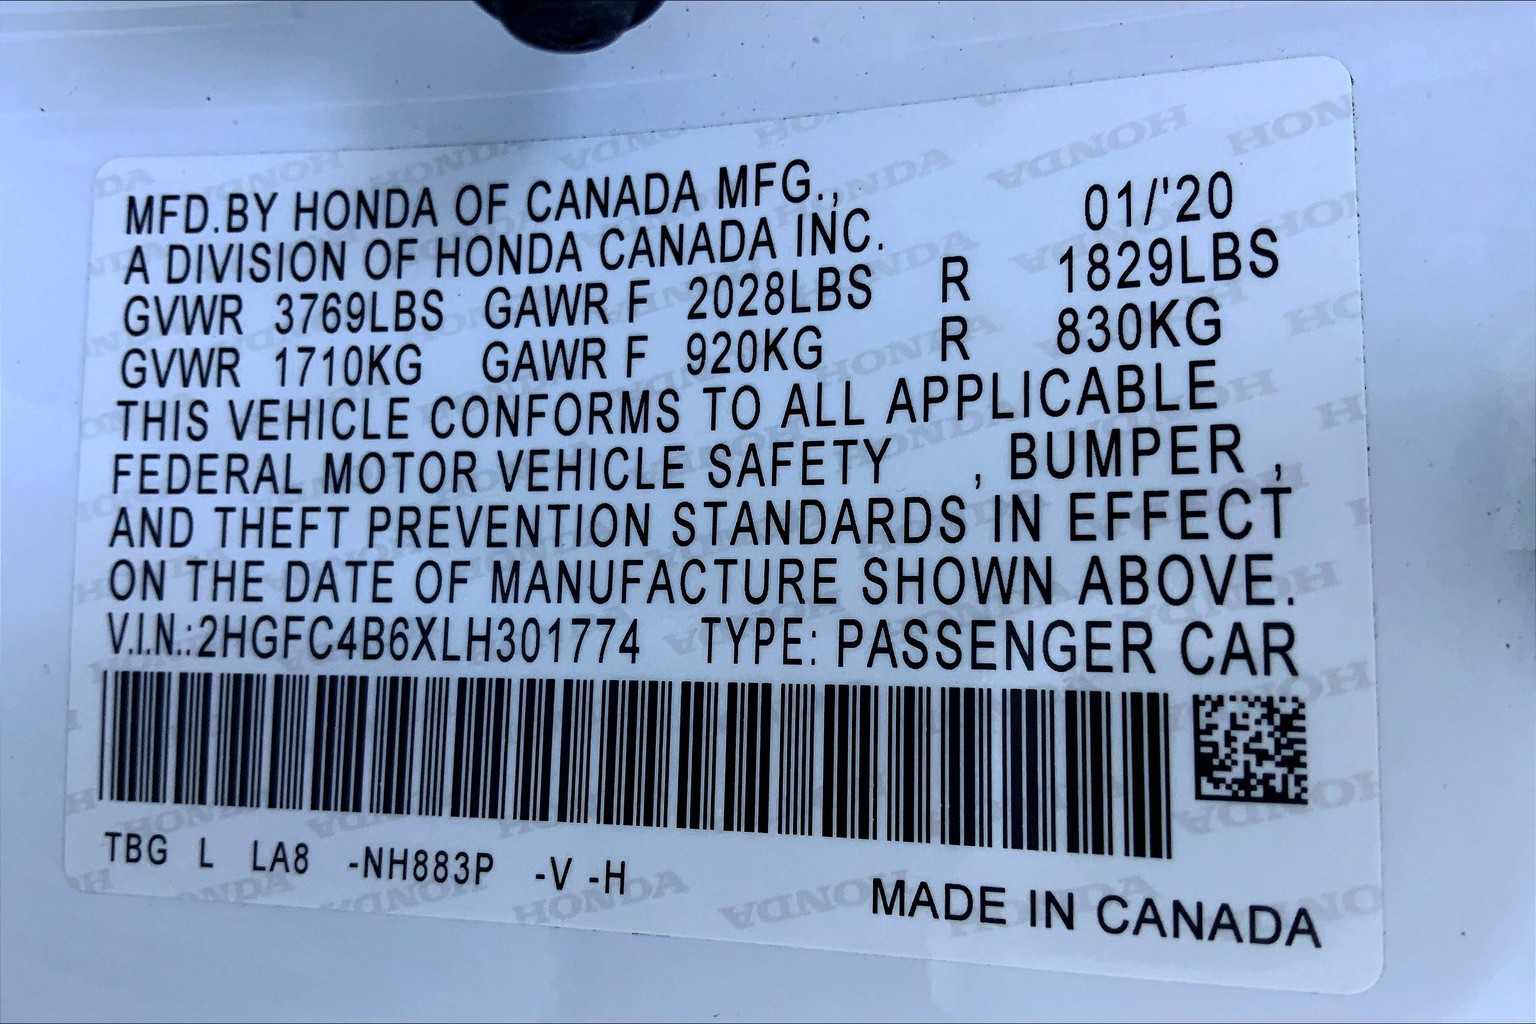 MFD.BY HONDA OF CANADA MFG., 01/'20
A DIVISION OF HONDA CANADA INC.
GVWR 3769LBS GAWR F 2028LBS R 1829LBS
GVWR 1710KG GAWR F 920KG R 830KG
THIS VEHICLE CONFORMS TO ALL APPLICABLE
FEDERAL MOTOR VEHICLE SAFETY , BUMPER ,
AND THEFT PREVENTION STANDARDS IN EFFECT
ON THE DATE OF MANUFACTURE SHOWN ABOVE.
V.I.N.:2HGFC4B6XLH301774 TYPE: PASSENGER CAR
TBG L LA8 -NH883P -V -H
MADE IN CANADA